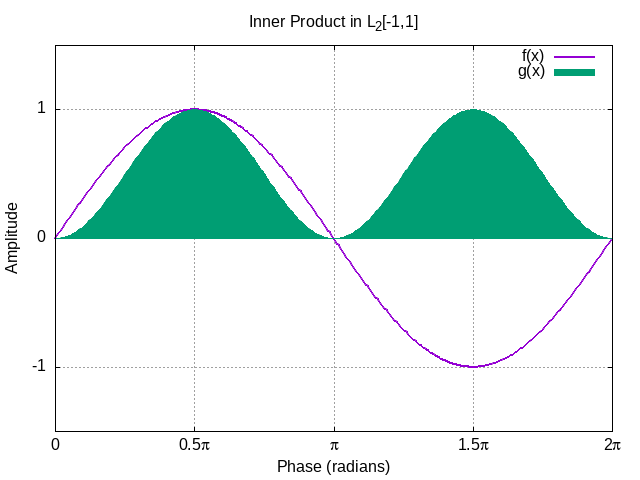 Inner Product in L₂[-1,1]
f(x)
g(x)
1
0
-1
Amplitude
0
0.5π
π
1.5π
2π
Phase (radians)